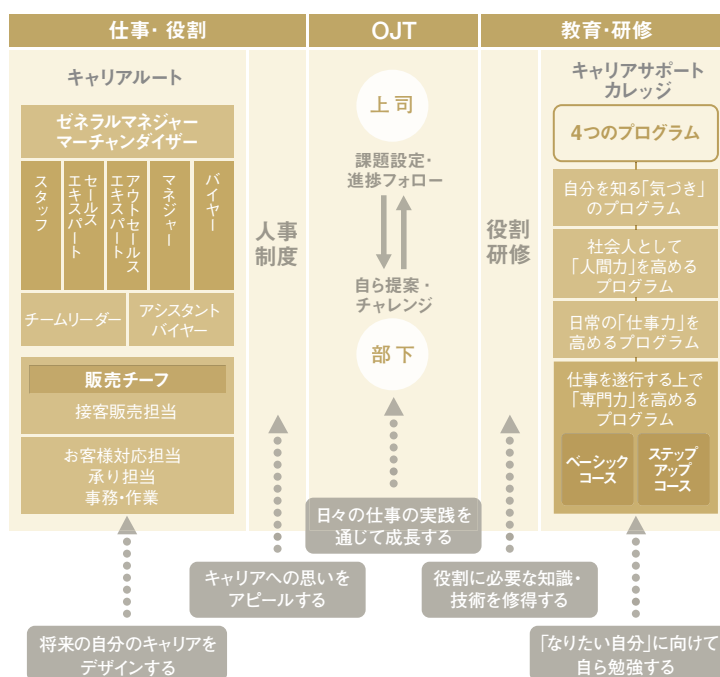 仕事・役割
OJT
教育・研修
キャリアルート
ゼネラルマネジャー
マーチャンダイザー
スタッフ
セールス
エキスパート
アウトセールス
エキスパート
マネジャー
バイヤー
チームリーダー
アシスタント
バイヤー
販売チーフ
接客販売担当
お客様対応担当
承り担当
事務・作業
人事
制度
上司
課題設定・
進捗フォロー
自ら提案・
チャレンジ
部下
役割
研修
キャリアサポート
カレッジ
4つのプログラム
自分を知る「気づき」
のプログラム
社会人として
「人間力」を高める
プログラム
日常の「仕事力」を
高めるプログラム
仕事を遂行する上で
「専門力」を高める
プログラム
ベーシック
コース
ステップ
アップ
コース
日々の仕事の実践を
通じて成長する
キャリアへの思いを
アピールする
役割に必要な知識・
技術を修得する
将来の自分のキャリアを
デザインする
「なりたい自分」に向けて
自ら勉強する